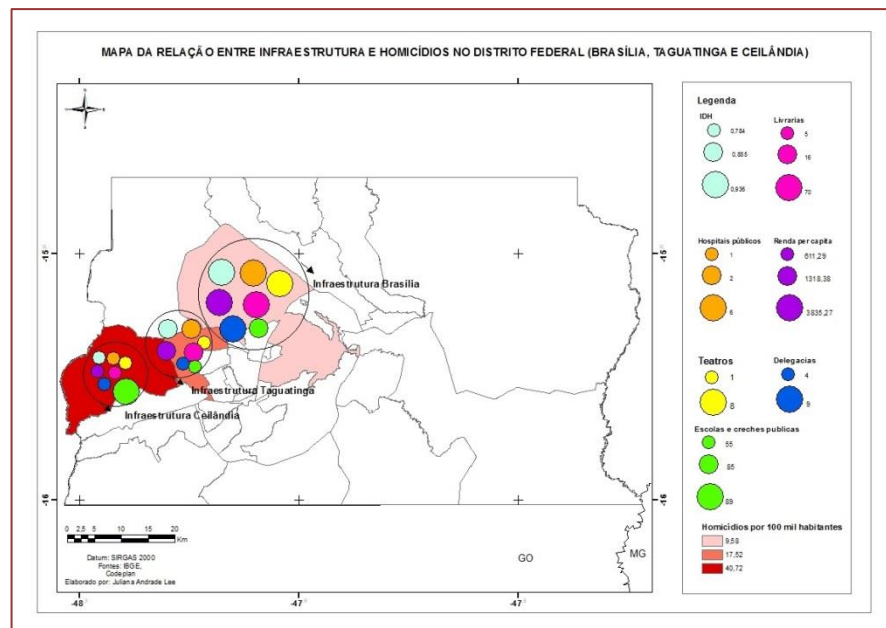 MAPA DA RELAÇÃO ENTRE INFRAESTRUTURA E HOMICÍDIOS NO DISTRITO FEDERAL (BRASÍLIA, TAGUATINGA E CEILÂNDIA)
-15°
-15°
-16
-16
Infraestrutura Brasília
Infraestrutura Taguatinga
Infraestrutura Ceilândia
0 2,5 5 10 15 20
Km
Datum: SIRGAS 2000
Fontes: IBGE,
Codeplan
Elaborado por: Juliana Andrade Lee
GO
MG
-48
-47
-47
Legenda
IDH
0,784
0,885
0,936
Livrarias
5
16
70
Hospitais públicos
1
2
6
Renda per capita
611,29
1318,38
3835,27
Teatros
1
8
Delegacias
4
9
Escolas e creches publicas
55
85
89
Homicídios por 100 mil habitantes
9,58
17,52
40,72